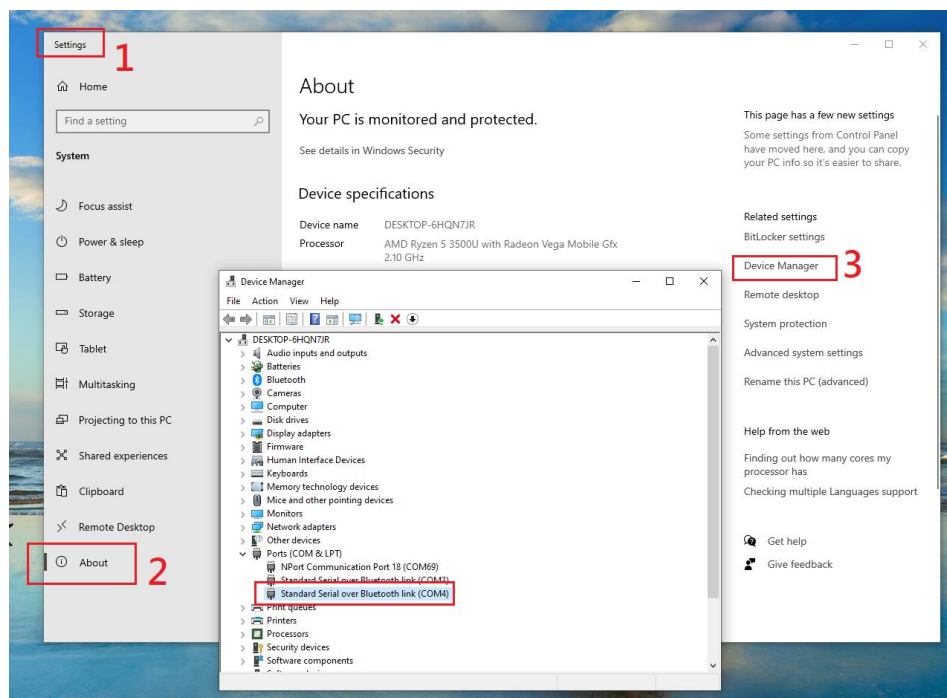 Settings
1
Home
Find a setting
System
Focus assist
Power & sleep
Battery
Storage
Tablet
Multitasking
Projecting to this PC
Shared experiences
Clipboard
Remote Desktop
About
2
About
Your PC is monitored and protected.
See details in Windows Security
Device specifications
Device name DESKTOP-6HQN7JR
Processor AMD Ryzen 5 3500U with Radeon Vega Mobile Gfx
2.10 GHz
This page has a few new settings
Some settings from Control Panel
have moved here, and you can copy
your PC info so it's easier to share.
Related settings
BitLocker settings
Device Manager
3
Remote desktop
System protection
Advanced system settings
Rename this PC (advanced)
Help from the web
Finding out how many cores my
processor has
Checking multiple Languages support
Get help
Give feedback
Device Manager
File Action View Help
DESKTOP-6HQN7JR
Audio inputs and outputs
Batteries
Bluetooth
Cameras
Computer
Disk drives
Display adapters
Firmware
Human Interface Devices
Keyboards
Memory technology devices
Mice and other pointing devices
Monitors
Network adapters
Other devices
Ports (COM & LPT)
NPort Communication Port 18 (COM69)
Standard Serial over Bluetooth link (COM3)
Standard Serial over Bluetooth link (COM4)
Print queues
Printers
Processors
Security devices
Software components